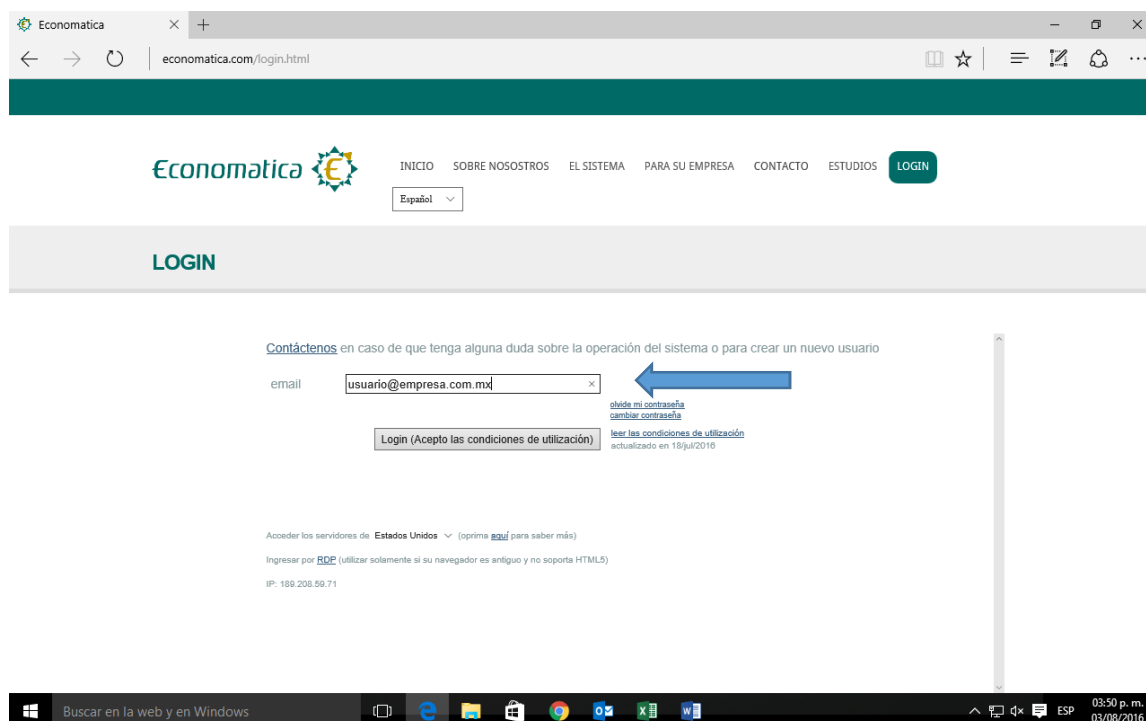 Economatica
economatica.com/login.html
Economatica
INICIO SOBRE NOSOSTROS EL SISTEMA PARA SU EMPRESA CONTACTO ESTUDIOS LOGIN
Español
LOGIN
Contáctenos en caso de que tenga alguna duda sobre la operación del sistema o para crear un nuevo usuario
email usuario@empresa.com.mx
olvide mi contraseña
cambiar contraseña
Login (Acepto las condiciones de utilización) leer las condiciones de utilización
actualizado en 18/jul/2016
Acceder los servidores de Estados Unidos (oprima aquí para saber más)
Ingresar por RDP (utilizar solamente si su navegador es antiguo y no soporta HTML5)
IP: 189.208.59.71
Buscar en la web y en Windows ESP 03:50 p. m.
03/08/2016